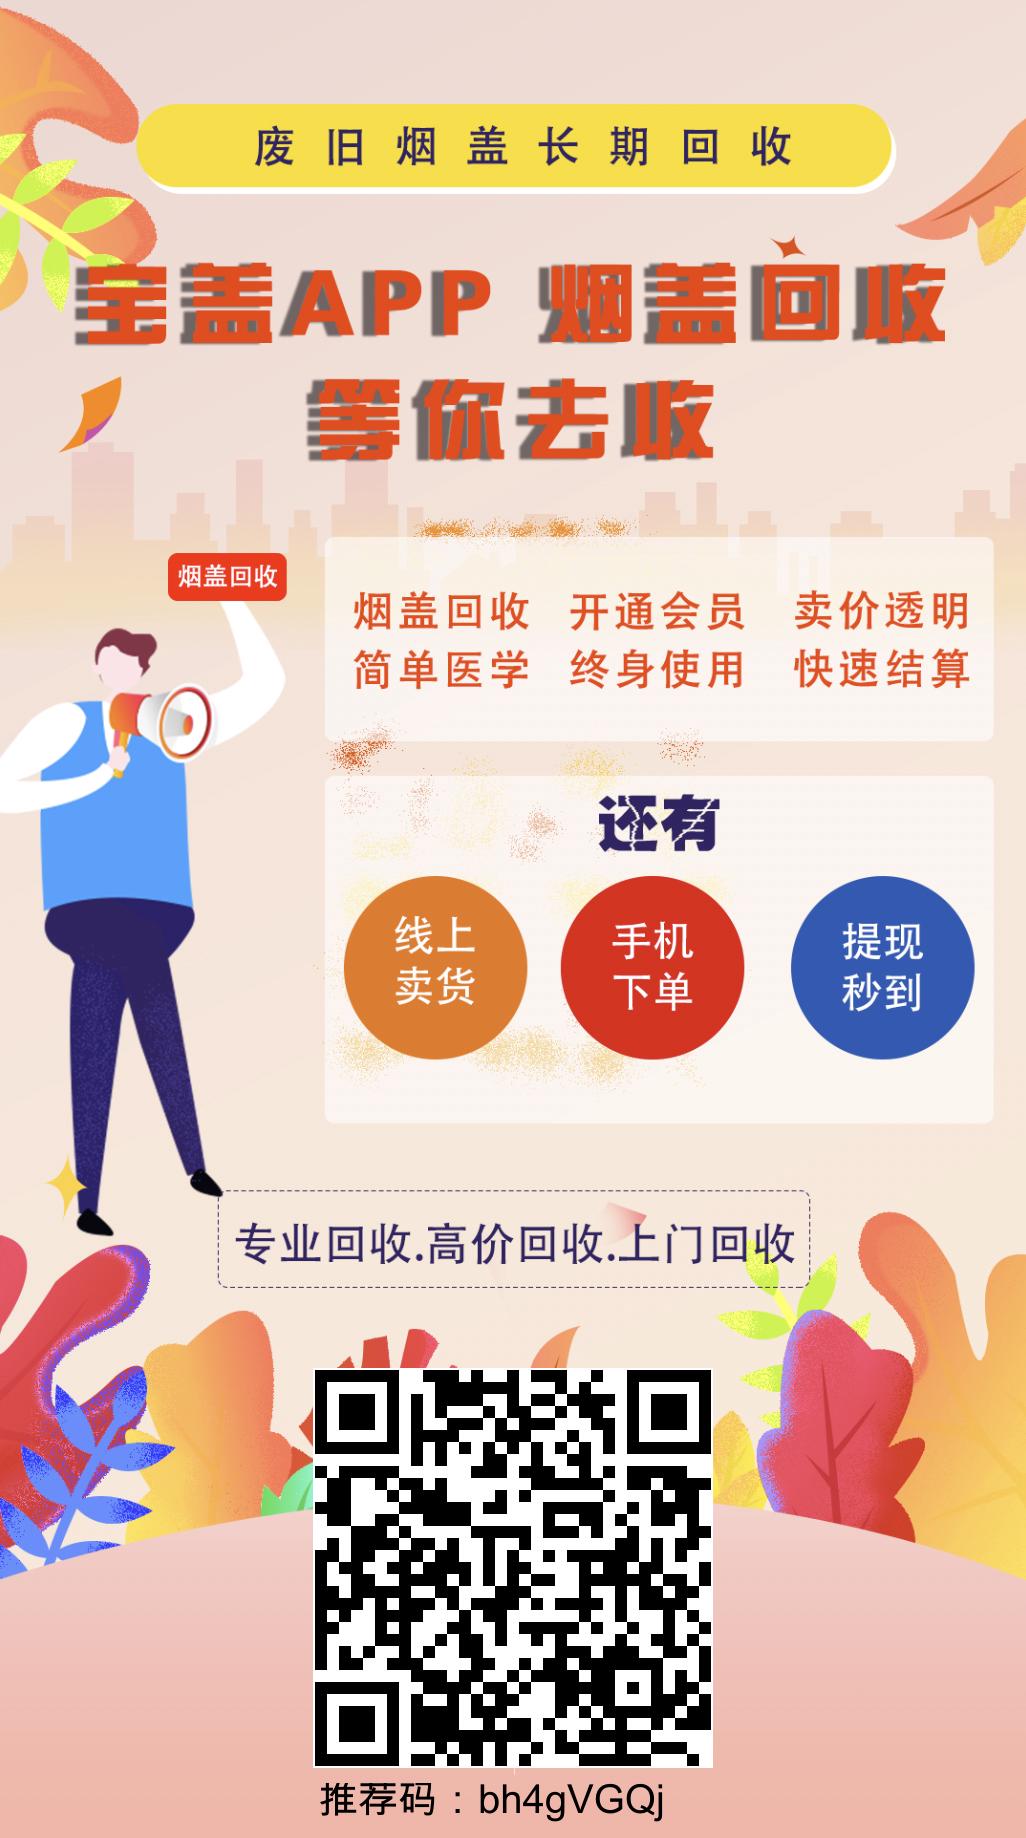 废旧烟盖长期回收
宝盖APP 烟盖回收
等你去收
烟盖回收
烟盖回收 开通会员 卖价透明
简单医学 终身使用 快速结算
还有
线上 手机 提现
卖货 下单 秒到
专业回收.高价回收.上门回收
推荐码：bh4gVGQj